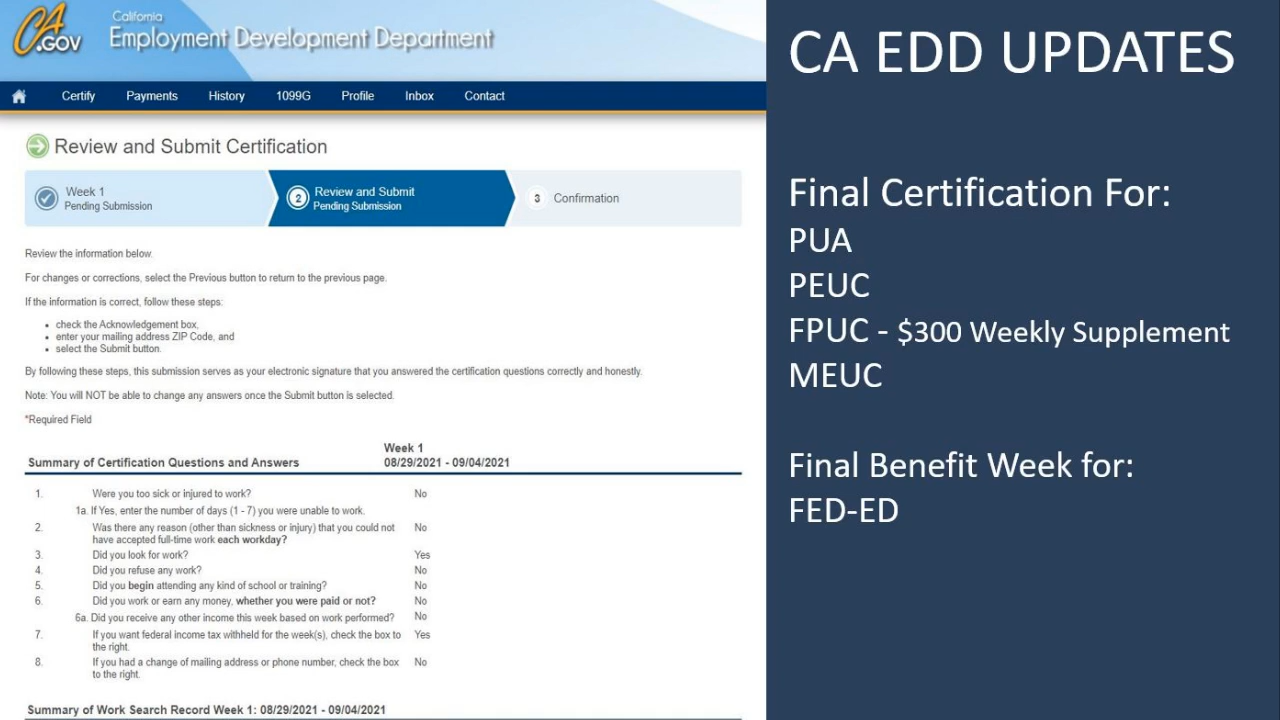 CA
.GOV
California
Employment Development Department
Certify Payments History 1099G Profile Inbox Contact
Review and Submit Certification
Week 1
Pending Submission
2 Review and Submit
Pending Submission
3 Confirmation
Review the information below.
For changes or corrections, select the Previous button to return to the previous page.
If the information is correct, follow these steps:
• check the Acknowledgement box,
• enter your mailing address ZIP Code, and
• select the Submit button.
By following these steps, this submission serves as your electronic signature that you answered the certification questions correctly and honestly.
Note: You will NOT be able to change any answers once the Submit button is selected.
*Required Field
Week 1
Summary of Certification Questions and Answers 08/29/2021 - 09/04/2021
1. Were you too sick or injured to work? No
1a. If Yes, enter the number of days (1 - 7) you were unable to work.
2. Was there any reason (other than sickness or injury) that you could not No
have accepted full-time work each workday?
3. Did you look for work? Yes
4. Did you refuse any work? No
5. Did you begin attending any kind of school or training? No
6. Did you work or earn any money, whether you were paid or not? No
6a. Did you receive any other income this week based on work performed? No
7. If you want federal income tax withheld for the week(s), check the box to Yes
the right.
8. If you had a change of mailing address or phone number, check the box No
to the right.
Summary of Work Search Record Week 1: 08/29/2021 - 09/04/2021
CA EDD UPDATES
Final Certification For:
PUA
PEUC
FPUC - $300 Weekly Supplement
MEUC
Final Benefit Week for:
FED-ED